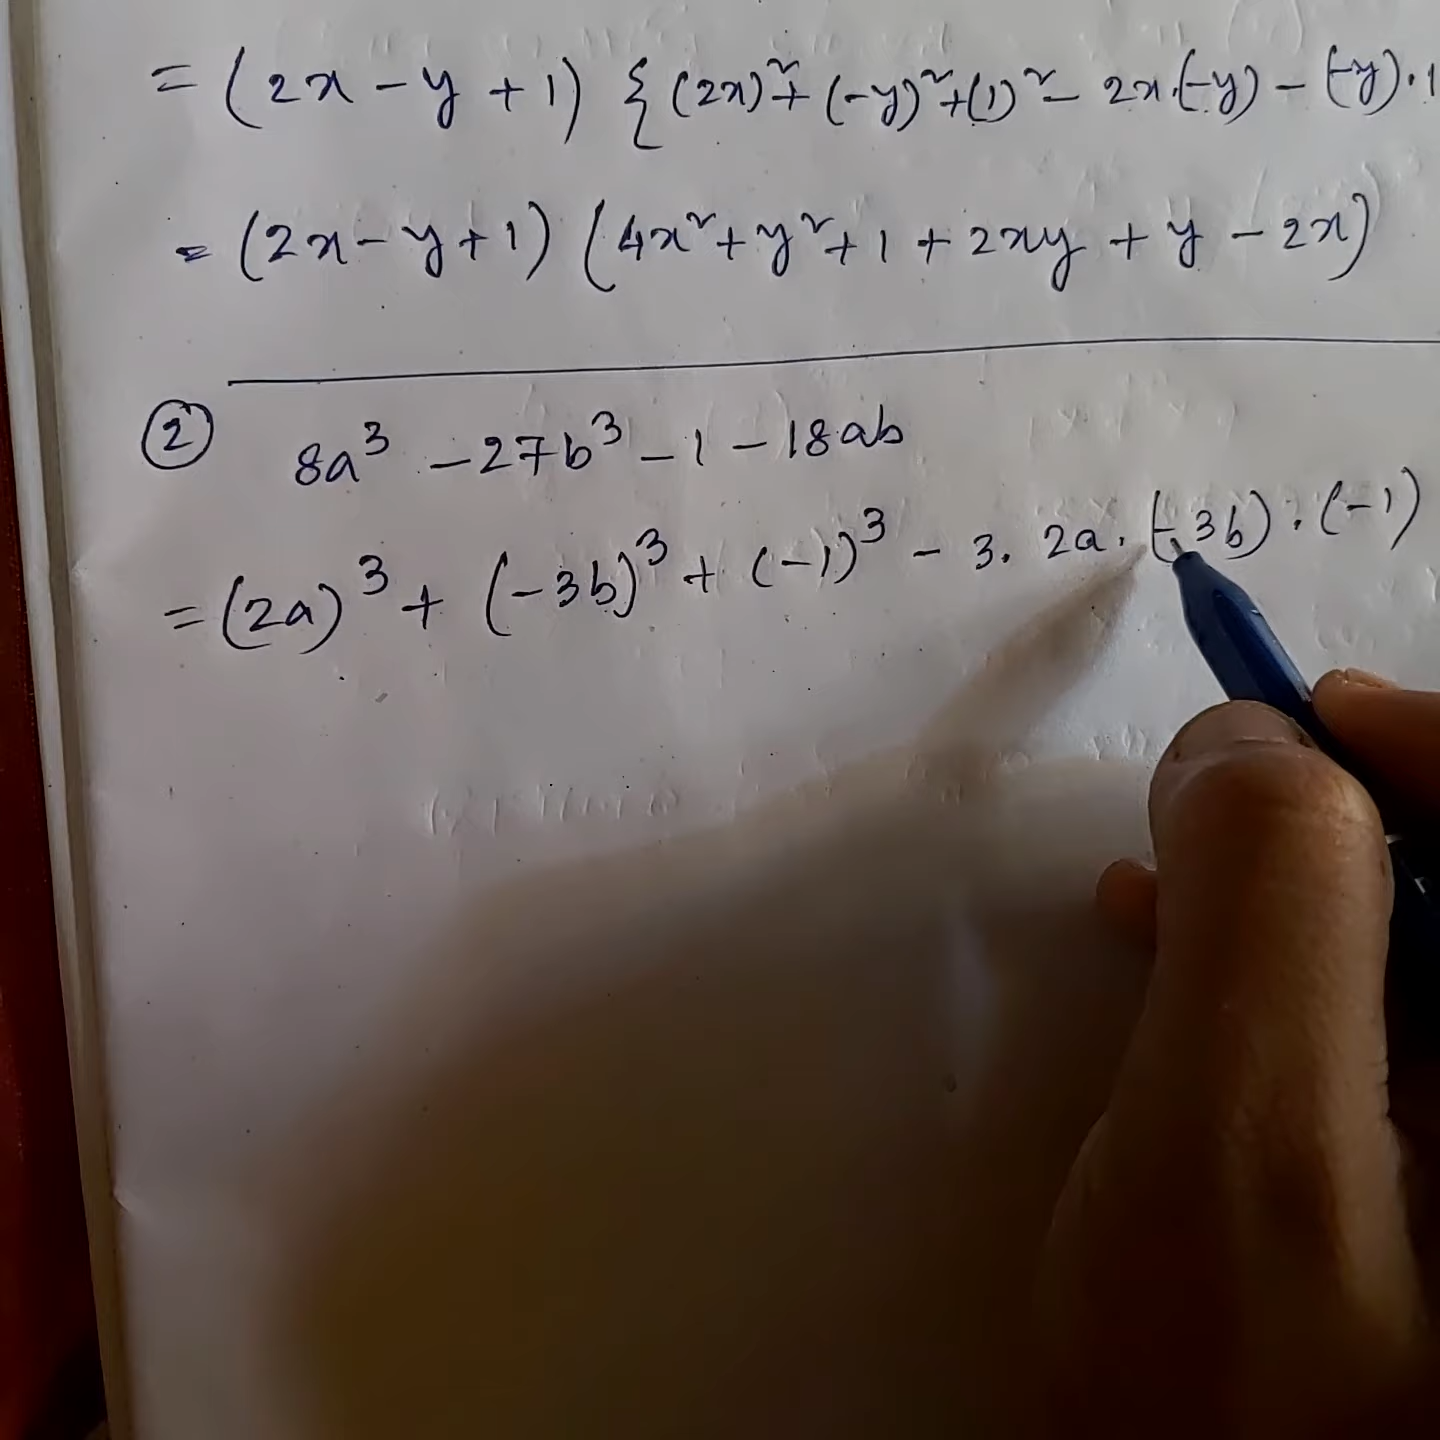 = (2x - y + 1) { (2x)² + (-y)² + (1)² - 2x.(-y) - (-y).1
= (2x - y + 1) (4x² + y² + 1 + 2xy + y - 2x)
② 8a³ - 27b³ - 1 - 18ab
= (2a)³ + (-3b)³ + (-1)³ - 3. 2a. (-3b). (-1)